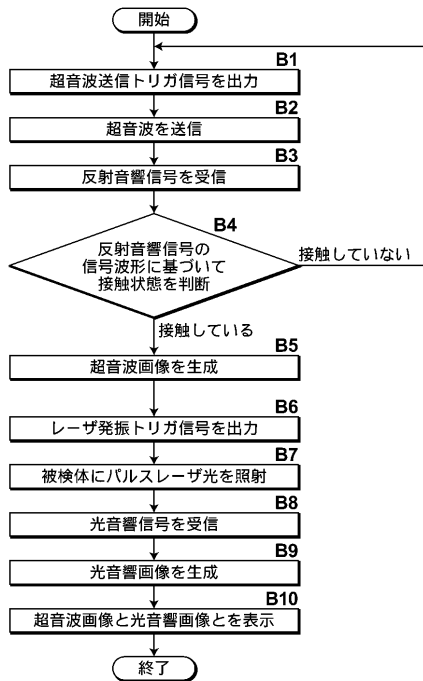 開始
B1
超音波送信トリガ信号を出力
B2
超音波を送信
B3
反射音響信号を受信
B4
反射音響信号の
信号波形に基づいて
接触状態を判断
接触していない
接触している
B5
超音波画像を生成
B6
レーザ発振トリガ信号を出力
B7
被検体にパルスレーザ光を照射
B8
光音響信号を受信
B9
光音響画像を生成
B10
超音波画像と光音響画像とを表示
終了